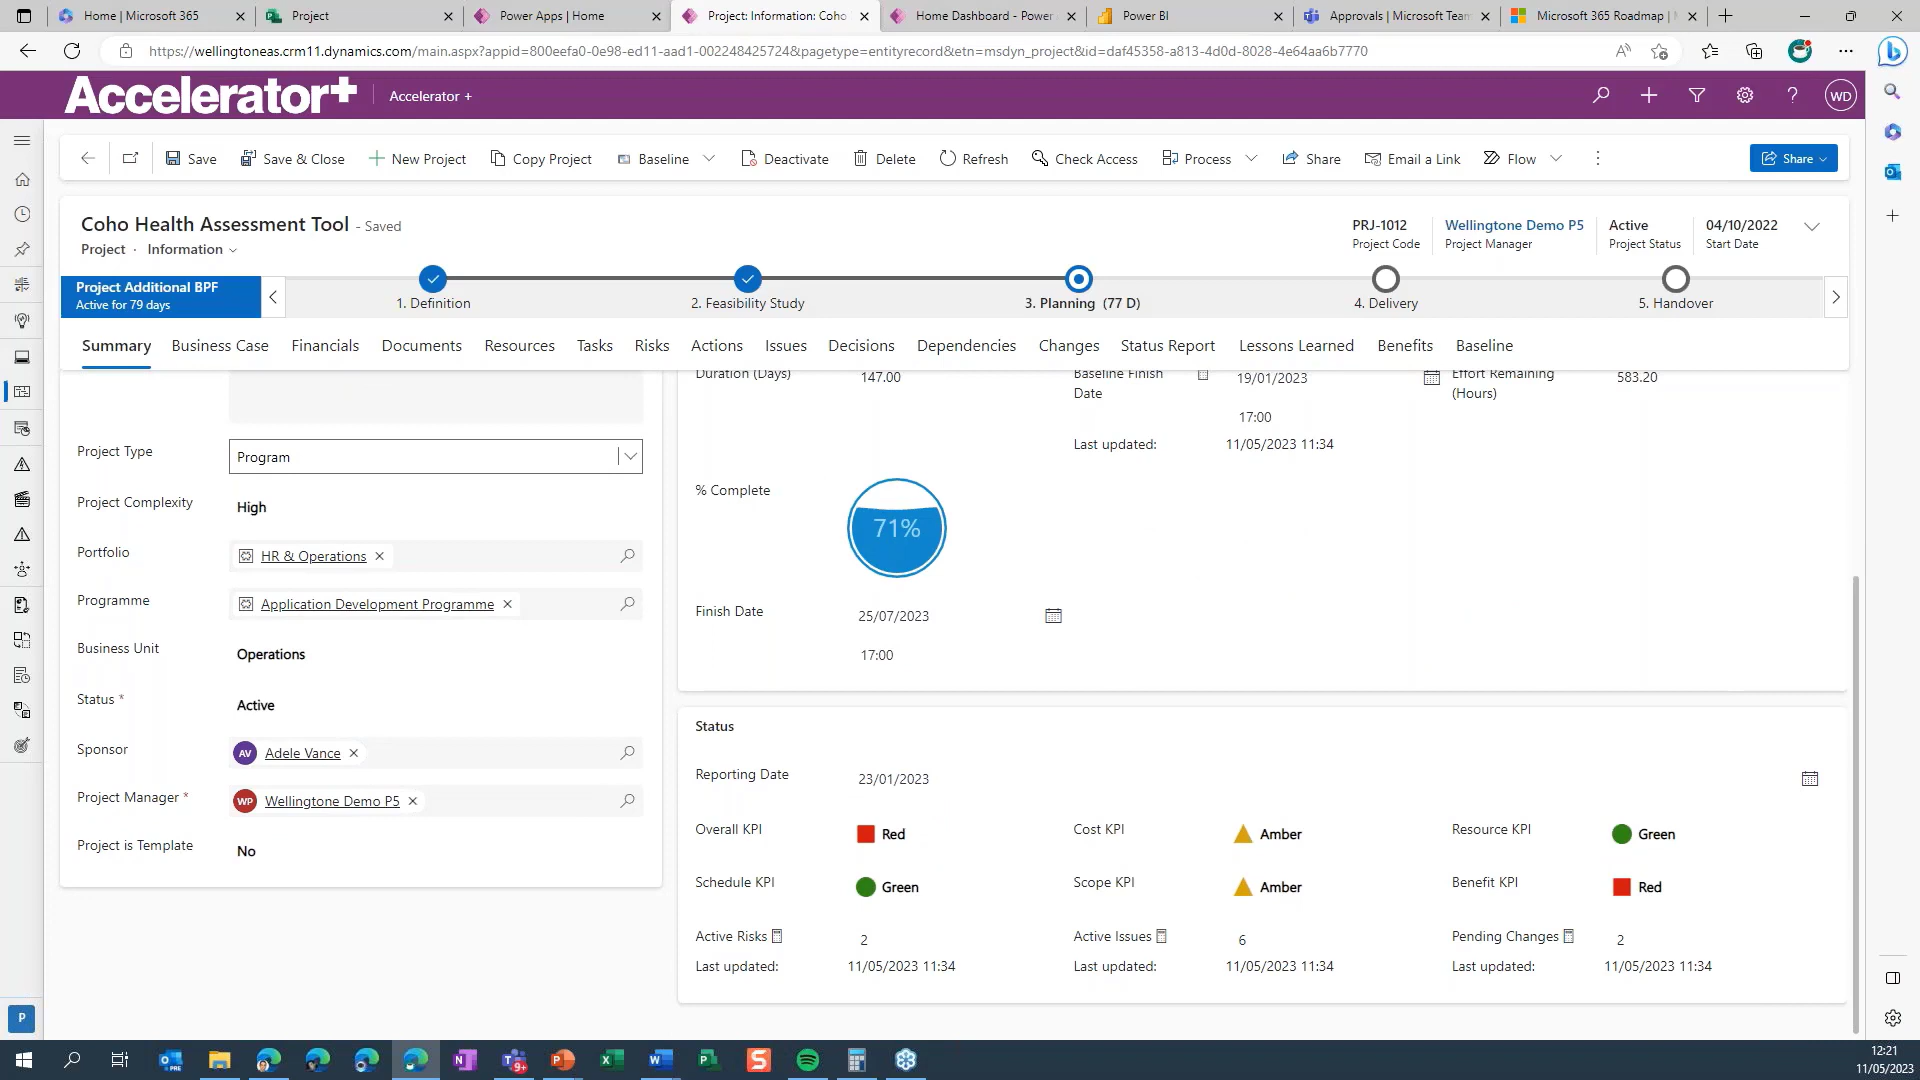 Home | Microsoft 365
Project
Power Apps | Home
Project: Information: Coho
Home Dashboard - Power
Power BI
Approvals | Microsoft Team
Microsoft 365 Roadmap |
https://wellingtoneas.crm11.dynamics.com/main.aspx?appid=800eefa0-0e98-ed11-aad1-002248425724&pagetype=entityrecord&etn=msdyn_project&id=daf45358-a813-4d0d-8028-4e64aa6b7770
Accelerator+
Accelerator +
WD
Save
Save & Close
New Project
Copy Project
Baseline
Deactivate
Delete
Refresh
Check Access
Process
Share
Email a Link
Flow
Share
Coho Health Assessment Tool - Saved
Project · Information
PRJ-1012
Project Code
Wellingtone Demo P5
Project Manager
Active
Project Status
04/10/2022
Start Date
Project Additional BPF
Active for 79 days
1. Definition
2. Feasibility Study
3. Planning (77 D)
4. Delivery
5. Handover
Summary
Business Case
Financials
Documents
Resources
Tasks
Risks
Actions
Issues
Decisions
Dependencies
Changes
Status Report
Lessons Learned
Benefits
Baseline
Project Type
Program
Project Complexity
High
Portfolio
HR & Operations
Programme
Application Development Programme
Business Unit
Operations
Status *
Active
Sponsor
AV
Adele Vance
Project Manager *
WP
Wellingtone Demo P5
Project is Template
No
Duration (Days)
147.00
Baseline Finish
Date
19/01/2023
17:00
Last updated:
11/05/2023 11:34
Effort Remaining
(Hours)
583.20
% Complete
71%
Finish Date
25/07/2023
17:00
Status
Reporting Date
23/01/2023
Overall KPI
Red
Cost KPI
Amber
Resource KPI
Green
Schedule KPI
Green
Scope KPI
Amber
Benefit KPI
Red
Active Risks
2
Last updated:
11/05/2023 11:34
Active Issues
6
Last updated:
11/05/2023 11:34
Pending Changes
2
Last updated:
11/05/2023 11:34
P
12:21
11/05/2023